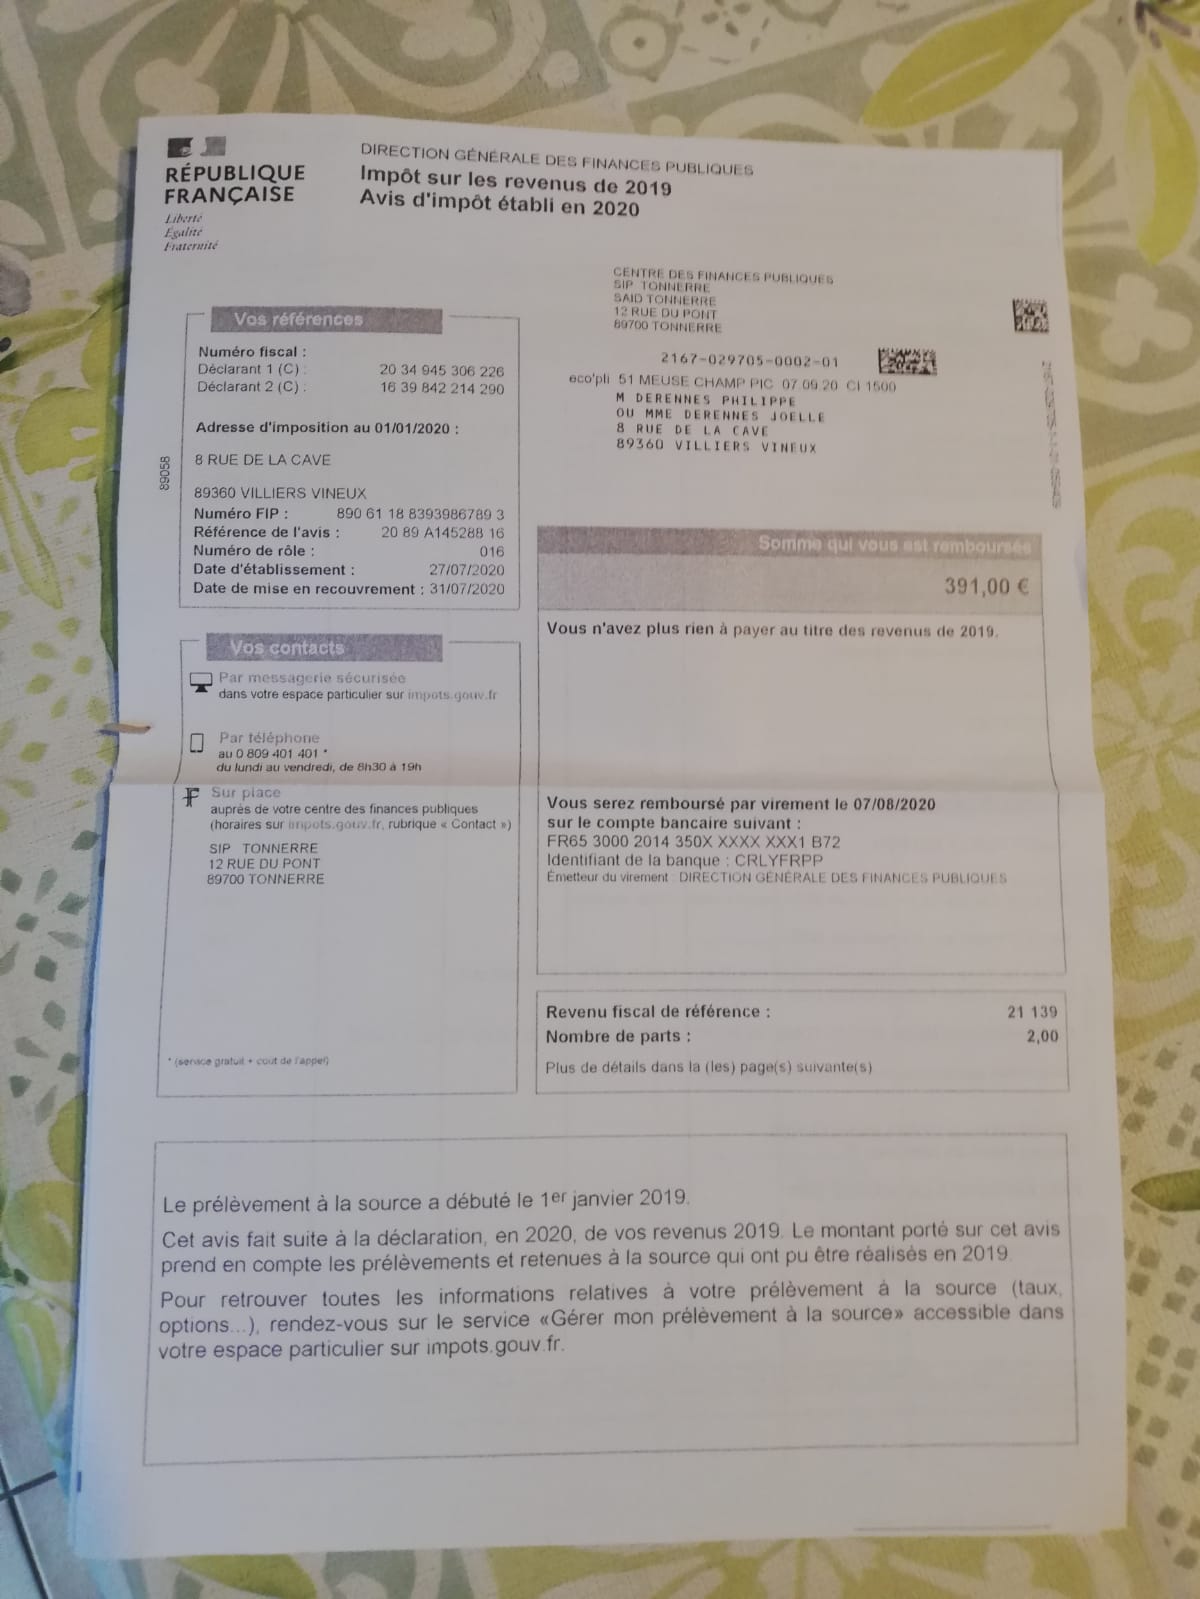 RÉPUBLIQUE
FRANÇAISE
Liberté
Égalité
Fraternité
DIRECTION GÉNÉRALE DES FINANCES PUBLIQUES
Impôt sur les revenus de 2019
Avis d'impôt établi en 2020
CENTRE DES FINANCES PUBLIQUES
SIP TONNERRE
SAID TONNERRE
12 RUE DU PONT
89700 TONNERRE
2167-029705-0002-01
eco'pli 51 MEUSE CHAMP PIC 07.09.20 CI 1500
M DERENNES PHILIPPE
OU MME DERENNES JOELLE
8 RUE DE LA CAVE
89360 VILLIERS VINEUX
Vos références
Numéro fiscal :
Déclarant 1 (C) : 20 34 945 306 226
Déclarant 2 (C) : 16 39 842 214 290
Adresse d'imposition au 01/01/2020 :
8 RUE DE LA CAVE
89360 VILLIERS VINEUX
Numéro FIP : 890 61 18 8393986789 3
Référence de l'avis : 20 89 A145288 16
Numéro de rôle : 016
Date d'établissement : 27/07/2020
Date de mise en recouvrement : 31/07/2020
89058
Somme qui vous est remboursée
391,00 €
Vous n'avez plus rien à payer au titre des revenus de 2019.
Vos contacts
Par messagerie sécurisée
dans votre espace particulier sur impots.gouv.fr
Par téléphone
au 0 809 401 401 *
du lundi au vendredi, de 8h30 à 19h
Sur place
auprès de votre centre des finances publiques
(horaires sur impots.gouv.fr, rubrique « Contact »)
SIP TONNERRE
12 RUE DU PONT
89700 TONNERRE
* (service gratuit + coût de l'appel)
Vous serez remboursé par virement le 07/08/2020
sur le compte bancaire suivant :
FR65 3000 2014 350X XXXX XXX1 B72
Identifiant de la banque : CRLYFRPP
Émetteur du virement : DIRECTION GÉNÉRALE DES FINANCES PUBLIQUES
Revenu fiscal de référence : 21 139
Nombre de parts : 2,00
Plus de détails dans la (les) page(s) suivante(s)
Le prélèvement à la source a débuté le 1er janvier 2019.
Cet avis fait suite à la déclaration, en 2020, de vos revenus 2019. Le montant porté sur cet avis
prend en compte les prélèvements et retenues à la source qui ont pu être réalisés en 2019.
Pour retrouver toutes les informations relatives à votre prélèvement à la source (taux,
options...), rendez-vous sur le service «Gérer mon prélèvement à la source» accessible dans
votre espace particulier sur impots.gouv.fr.